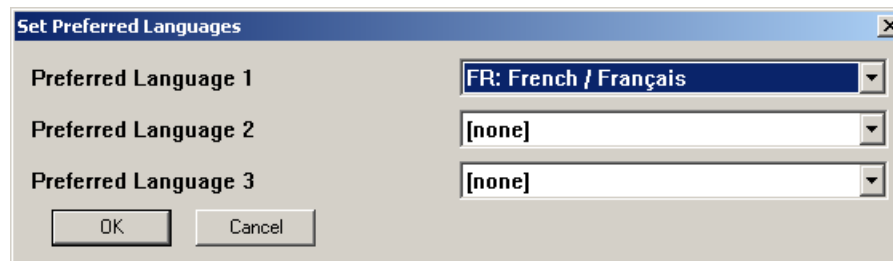 Set Preferred Languages
Preferred Language 1 FR: French / Français
Preferred Language 2 [none]
Preferred Language 3 [none]
OK Cancel